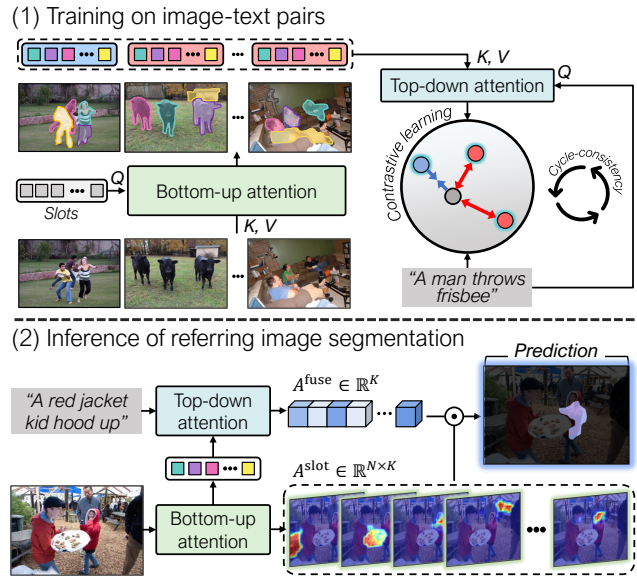 (1) Training on image-text pairs
K, V
Q
Top-down attention
Contrastive learning
Cycle-consistency
Q
Slots
Bottom-up attention
K, V
“A man throws
frisbee”
(2) Inference of referring image segmentation
Prediction
“A red jacket
kid hood up”
Top-down
attention
A^fuse ∈ ℝ^K
A^slot ∈ ℝ^{N×K}
Bottom-up
attention